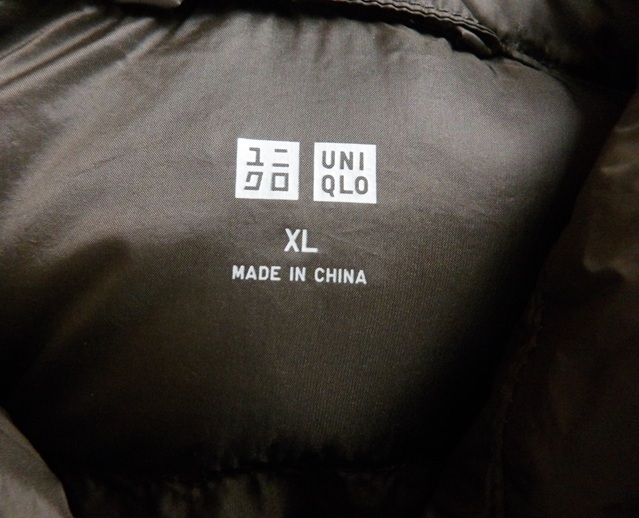 ユニ UNI
クロ QLO
XL
MADE IN CHINA